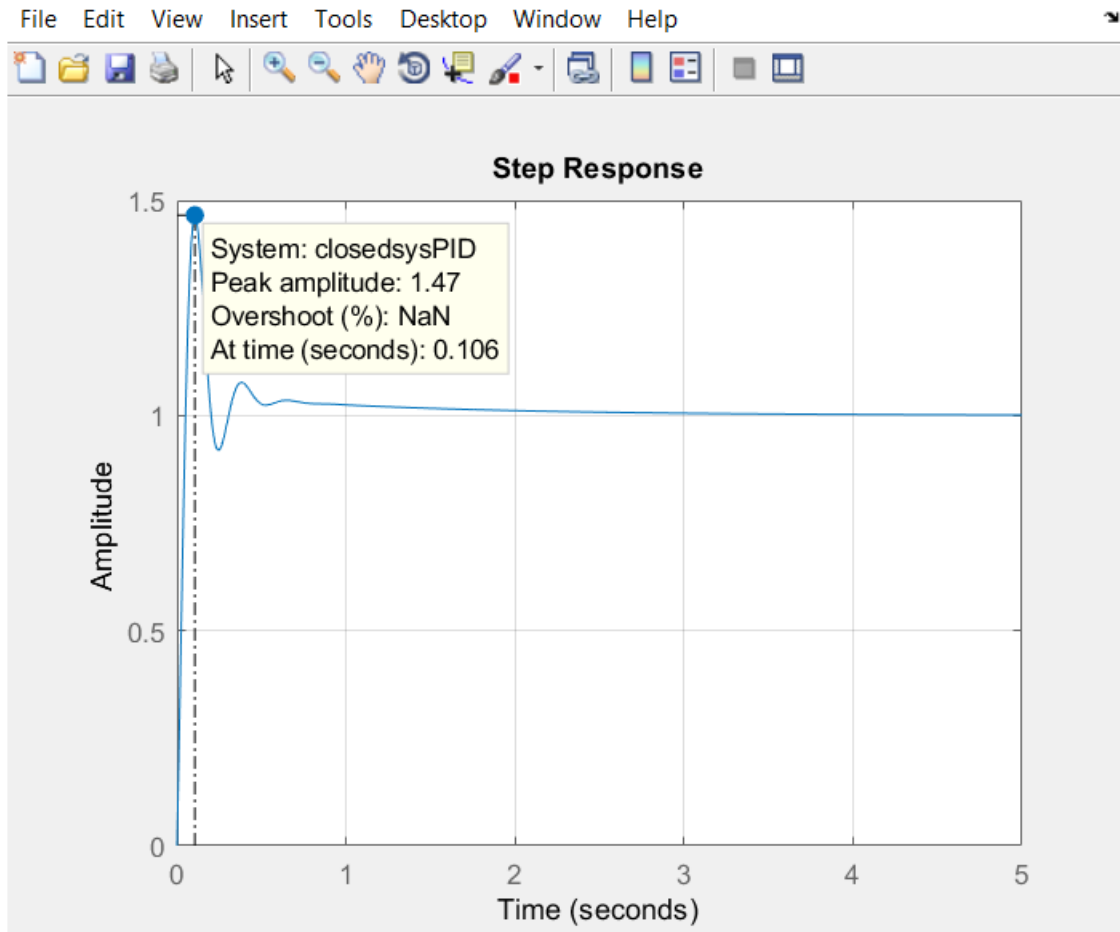 File Edit View Insert Tools Desktop Window Help
Step Response
1.5
System: closedsysPID
Peak amplitude: 1.47
Overshoot (%): NaN
At time (seconds): 0.106
1
Amplitude
0.5
0
0 1 2 3 4 5
Time (seconds)